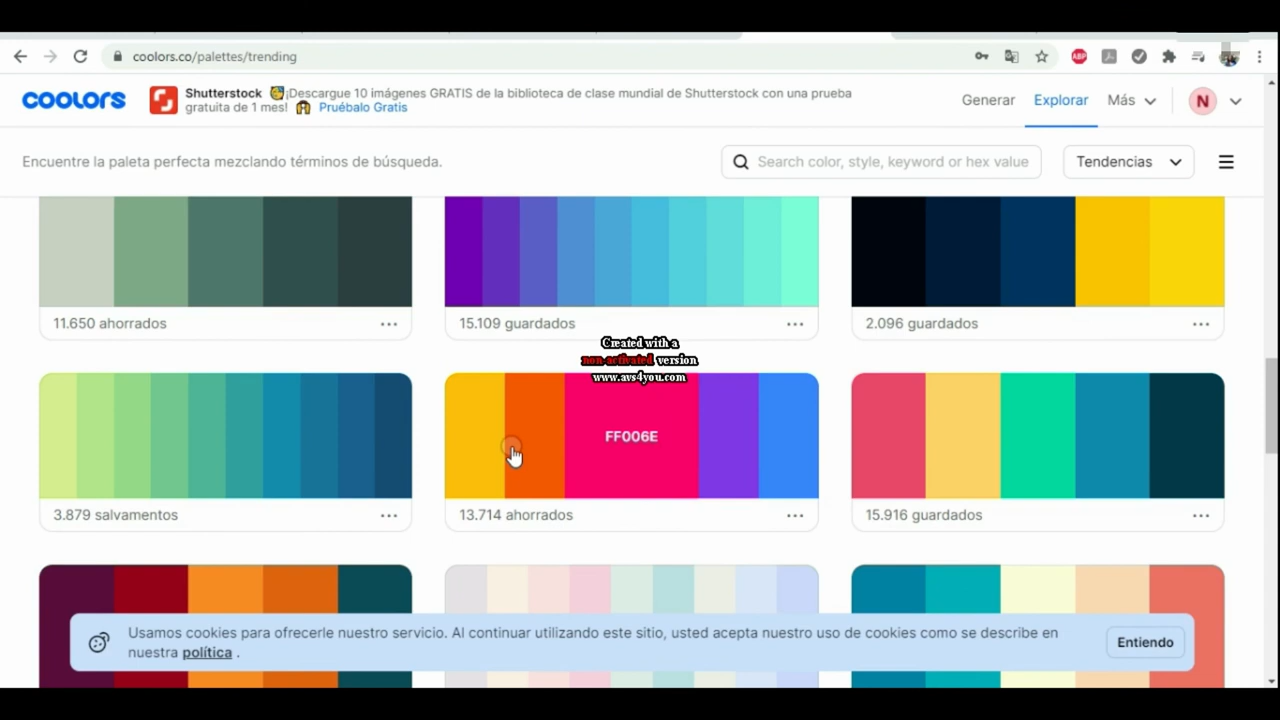 coolors.co/palettes/trending
ABP
coolors
Shutterstock ¡Descargue 10 imágenes GRATIS de la biblioteca de clase mundial de Shutterstock con una prueba
gratuita de 1 mes! Pruébalo Gratis
Generar
Explorar
Más
N
Encuentre la paleta perfecta mezclando términos de búsqueda.
Search color, style, keyword or hex value
Tendencias
11.650 ahorrados
15.109 guardados
2.096 guardados
Created with a
non-activated version
www.avs4you.com
FF006E
3.879 salvamentos
13.714 ahorrados
15.916 guardados
Usamos cookies para ofrecerle nuestro servicio. Al continuar utilizando este sitio, usted acepta nuestro uso de cookies como se describe en
nuestra política .
Entiendo